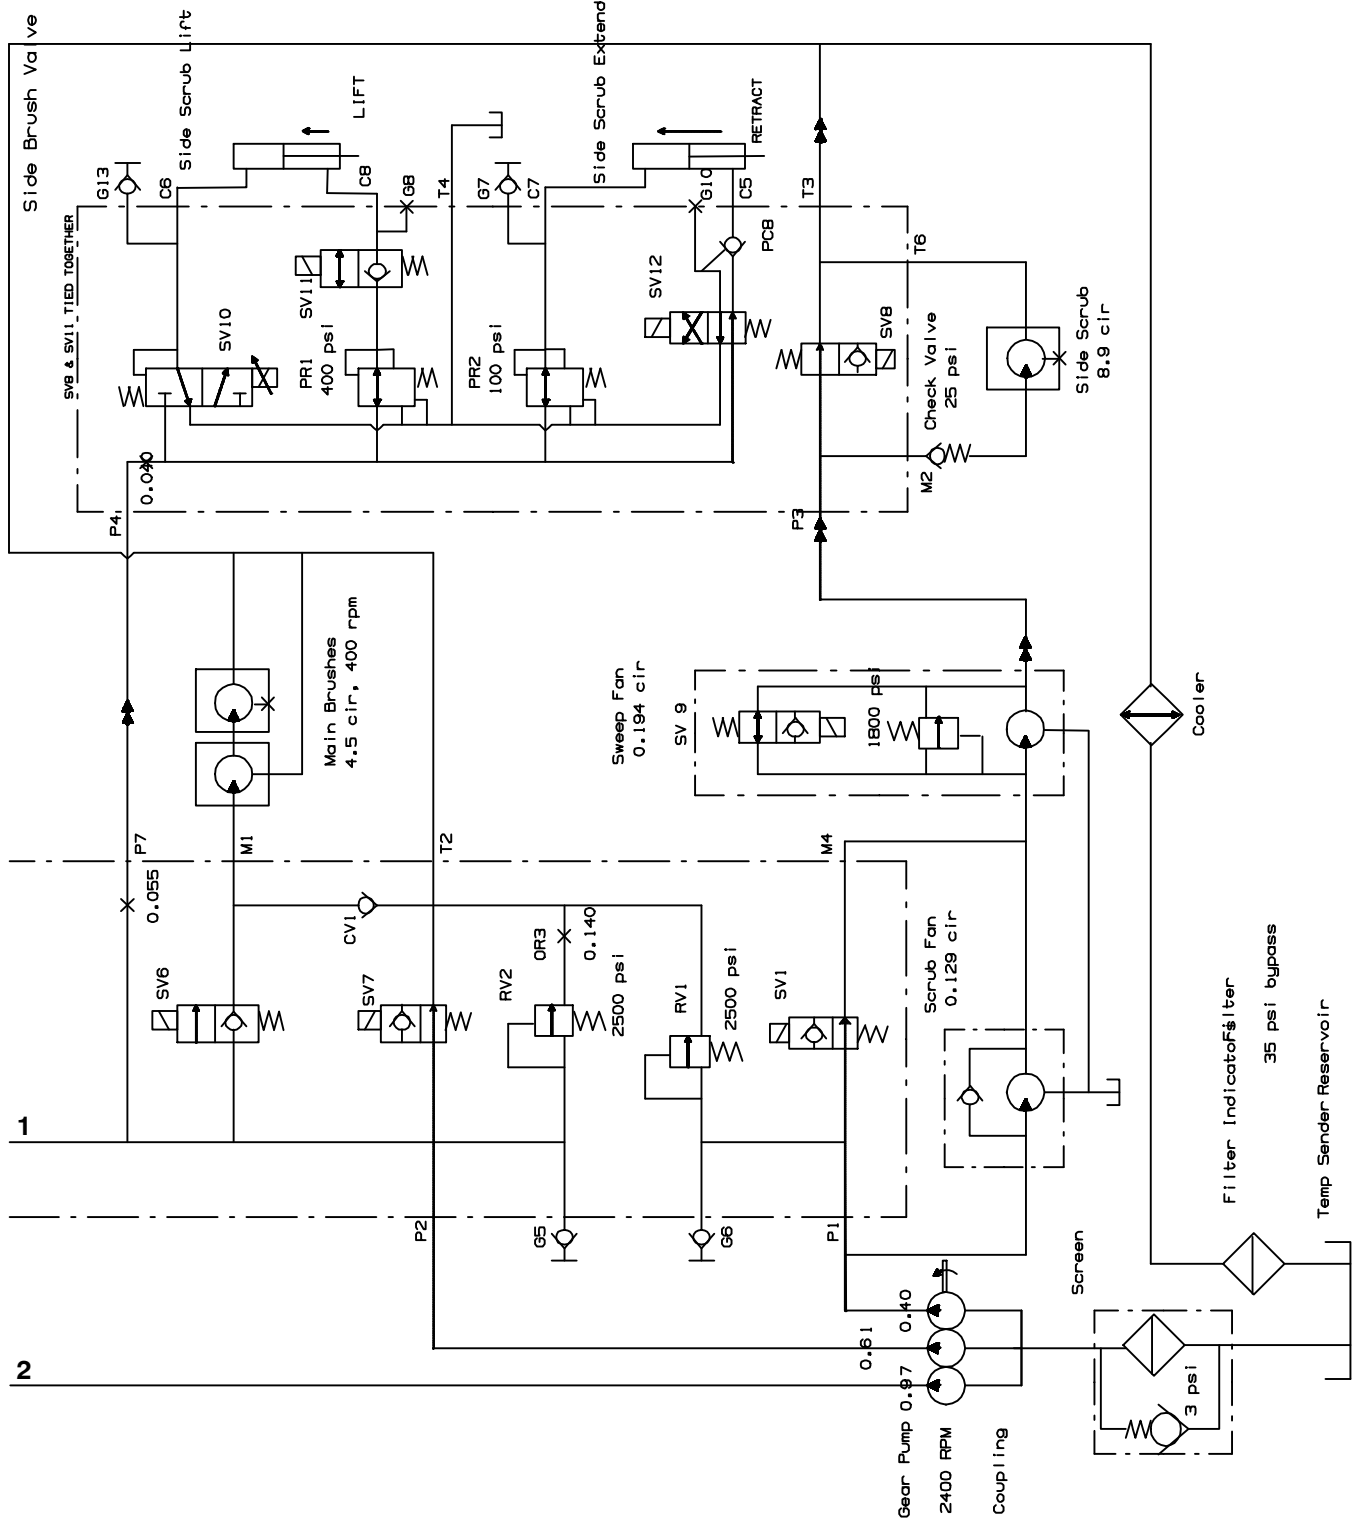 Side Brush Valve
Side Scrub Lift
Side Scrub Extend
G13
C6
LIFT
C8
G8
T4
G7
C7
G10
C5
RETRACT
T3
T6
SV8 & SV11 TIED TOGETHER
SV10
SV11
PR1
400 psi
PR2
100 psi
SV12
PCB
SV8
Check Valve
25 psi
M2
Side Scrub
8.9 cir
0.040
P4
P3
Main Brushes
4.5 cir, 400 rpm
Sweep Fan
0.194 cir
SV 9
1800 psi
Cooler
P7
M1
T2
M4
0.055
CV1
OR3
0.140
SV6
SV7
RV2
2500 psi
RV1
2500 psi
SV1
Scrub Fan
0.129 cir
1
P2
G5
G6
P1
Filter Indicator
Filter
35 psi bypass
Temp Sender Reservoir
Screen
3 psi
2
0.61
0.40
Gear Pump 0.97
2400 RPM
Coupling